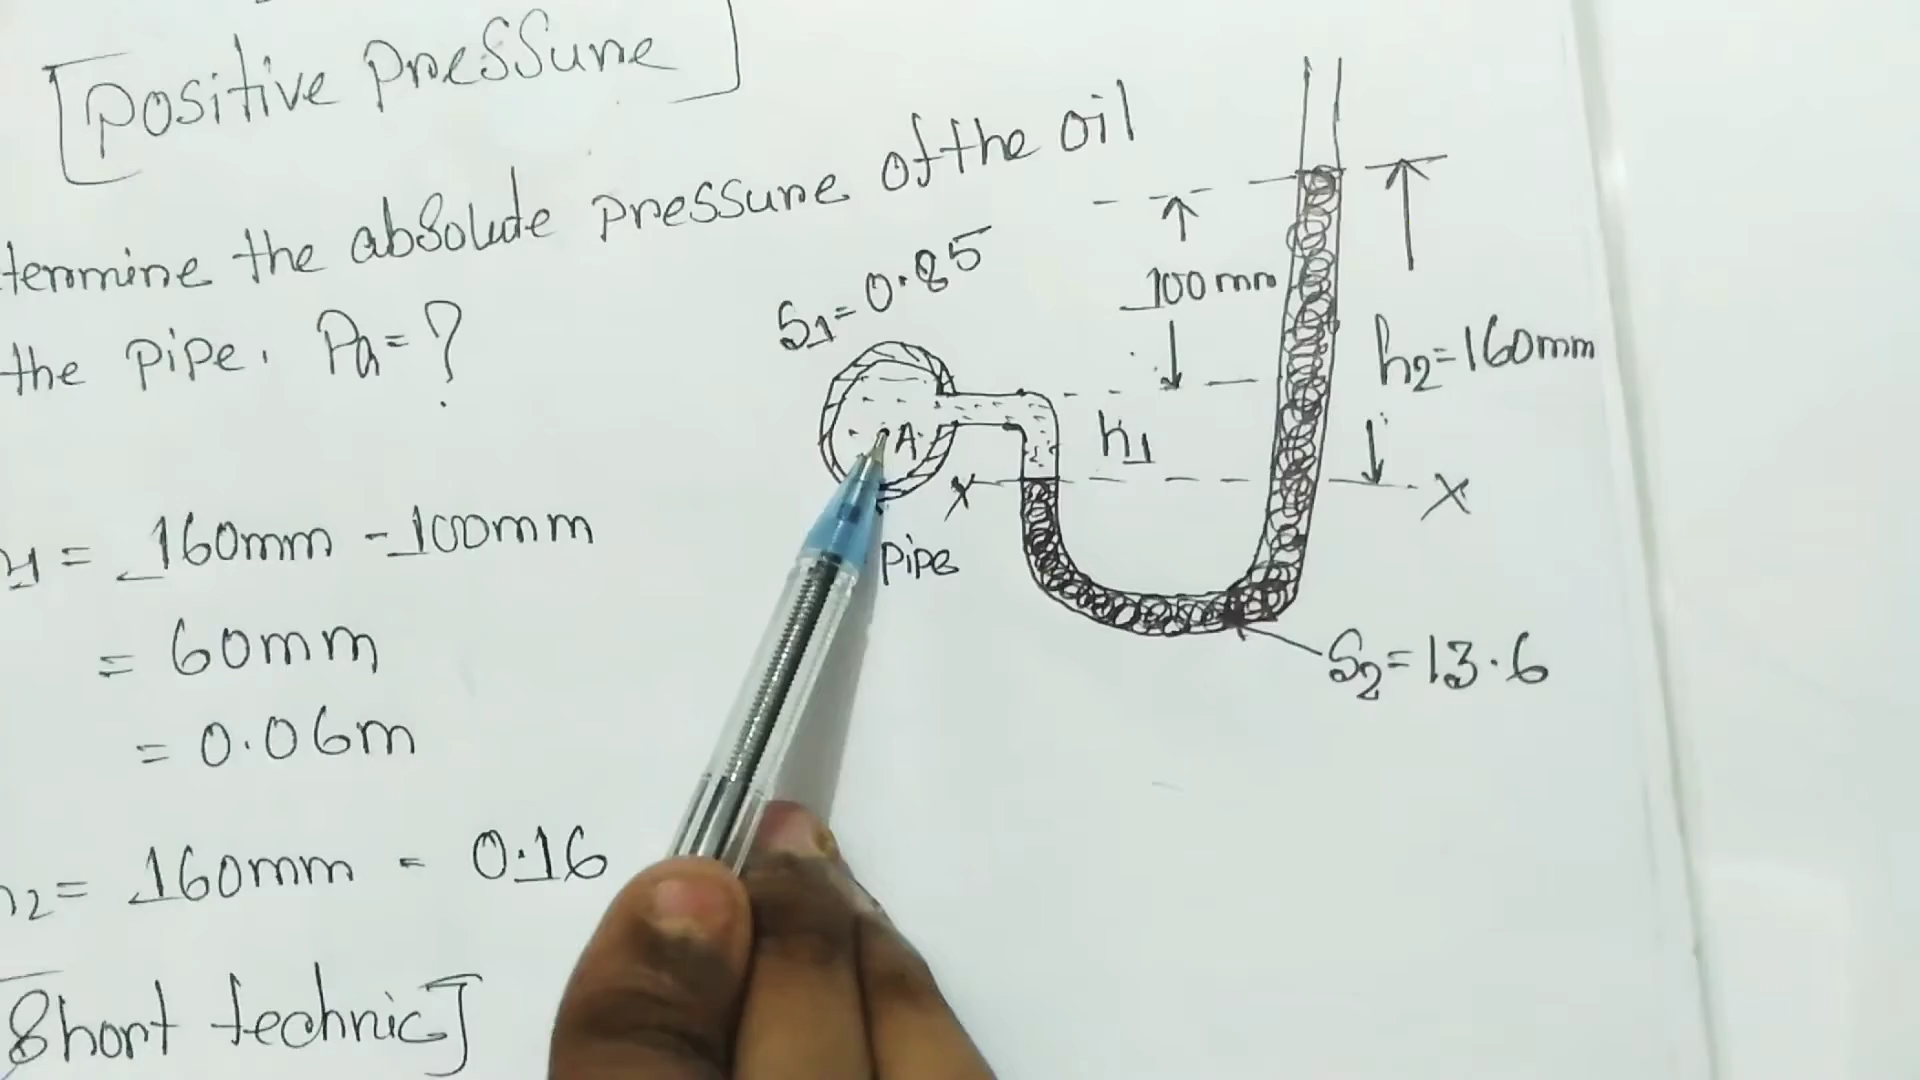 [Positive Pressure]
termine the absolute pressure of the oil
the pipe. Pa = ?
S1 = 0.85
100 mm
h2 = 160mm
A
h1
X
X
Pipe
S2 = 13.6
1 = 160mm - 100mm
= 60mm
= 0.06m
2 = 160mm = 0.16
[Short technic]